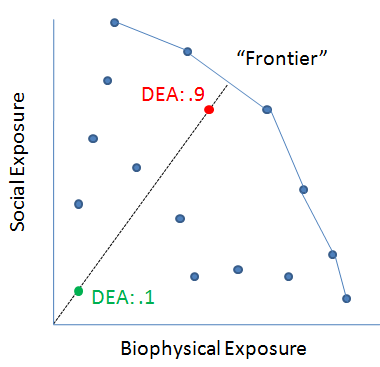 “Frontier”
DEA: .9
Social Exposure
DEA: .1
Biophysical Exposure